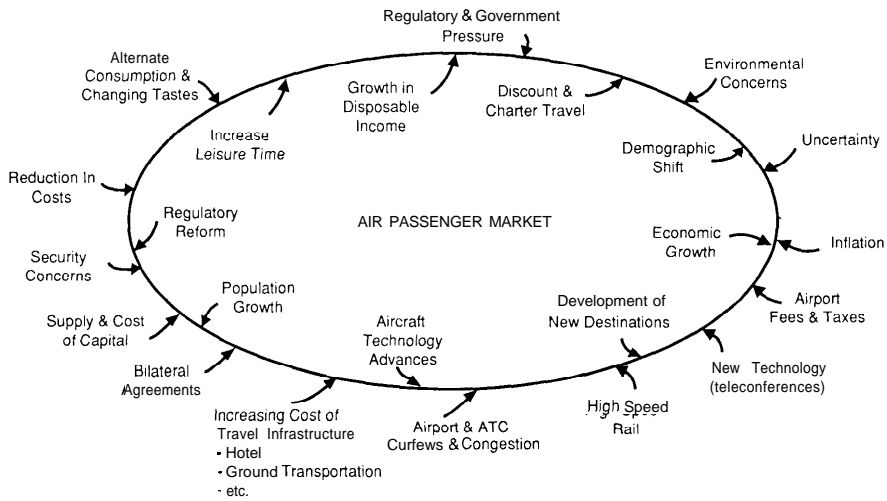 Regulatory & Government
Pressure
Alternate
Consumption &
Changing Tastes
Environmental
Concerns
Growth in
Disposable
Income
Discount &
Charter Travel
Increase
Leisure Time
Demographic
Shift
Uncertainty
Reduction In
Costs
Regulatory
Reform
AIR PASSENGER MARKET
Economic
Growth
Inflation
Security
Concerns
Population
Growth
Airport
Fees & Taxes
Supply & Cost
of Capital
Aircraft
Technology
Advances
Development of
New Destinations
Bilateral
Agreements
New Technology
(teleconferences)
Increasing Cost of
Travel Infrastructure
- Hotel
- Ground Transportation
- etc.
Airport & ATC
Curfews & Congestion
High Speed
Rail